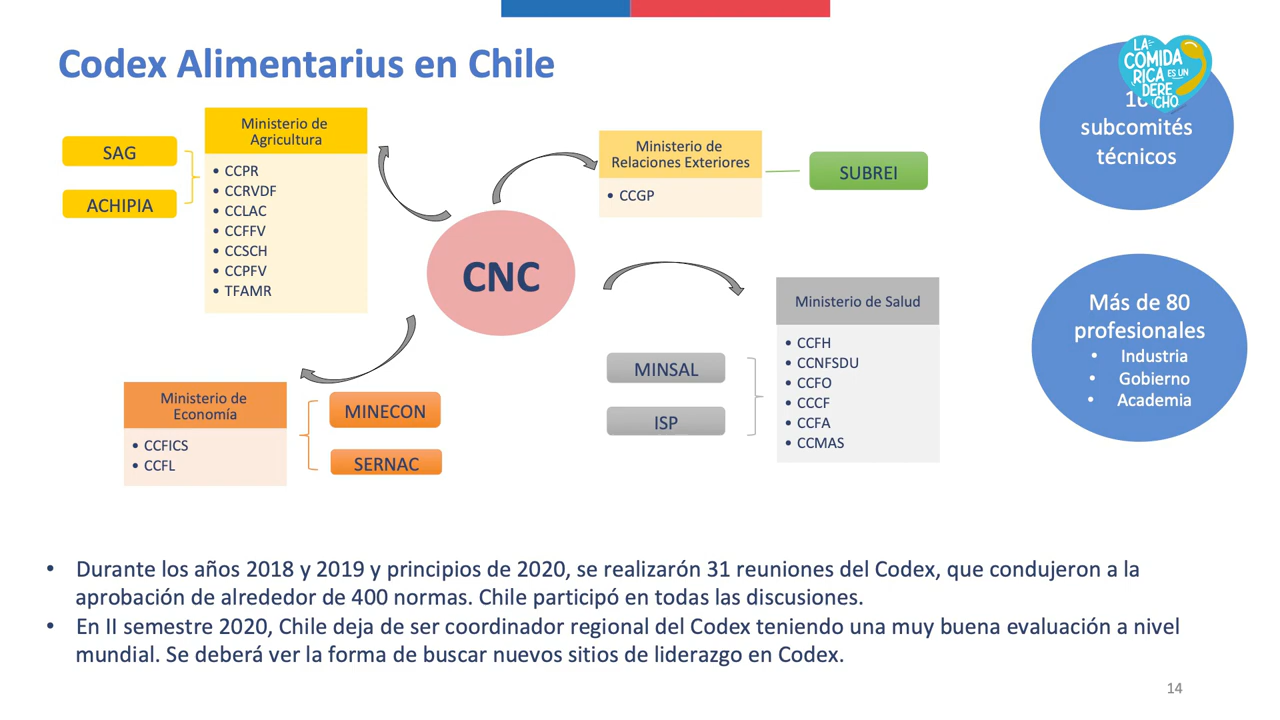 Codex Alimentarius en Chile
LA
COMIDA
RICA ES UN
DERE
CHO
SAG
ACHIPIA
Ministerio de
Agricultura
• CCPR
• CCRVDF
• CCLAC
• CCFFV
• CCSCH
• CCPFV
• TFAMR
CNC
Ministerio de
Relaciones Exteriores
• CCGP
SUBREI
subcomités
técnicos
Ministerio de Salud
• CCFH
• CCNFSDU
• CCFO
• CCCF
• CCFA
• CCMAS
MINSAL
ISP
Más de 80
profesionales
• Industria
• Gobierno
• Academia
Ministerio de
Economía
• CCFICS
• CCFL
MINECON
SERNAC
• Durante los años 2018 y 2019 y principios de 2020, se realizarón 31 reuniones del Codex, que condujeron a la
aprobación de alrededor de 400 normas. Chile participó en todas las discusiones.
• En II semestre 2020, Chile deja de ser coordinador regional del Codex teniendo una muy buena evaluación a nivel
mundial. Se deberá ver la forma de buscar nuevos sitios de liderazgo en Codex.
14